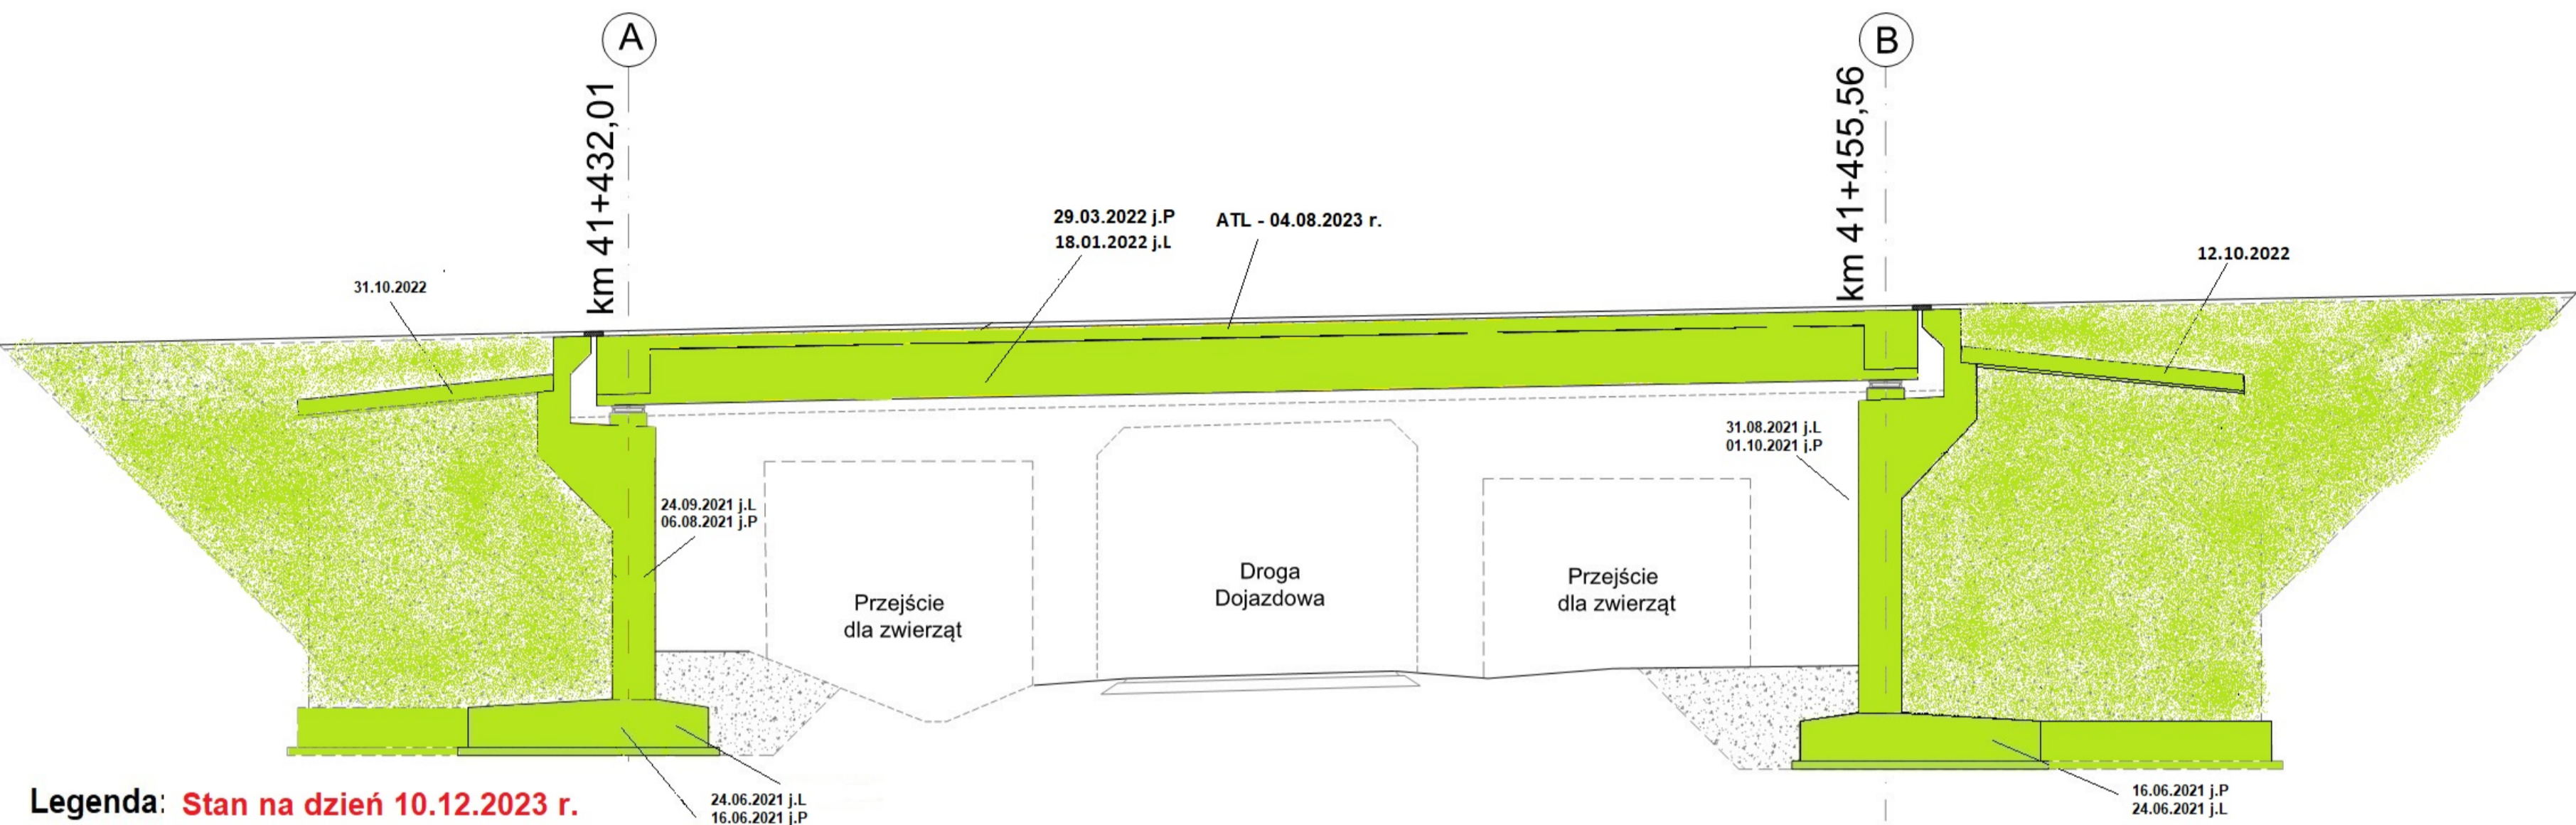 A
B
km 41+432,01
km 41+455,56
29.03.2022 j.P
18.01.2022 j.L
ATL - 04.08.2023 r.
12.10.2022
31.10.2022
31.08.2021 j.L
01.10.2021 j.P
24.09.2021 j.L
06.08.2021 j.P
Przejście
dla zwierząt
Droga
Dojazdowa
Przejście
dla zwierząt
24.06.2021 j.L
16.06.2021 j.P
16.06.2021 j.P
24.06.2021 j.L
Legenda: Stan na dzień 10.12.2023 r.